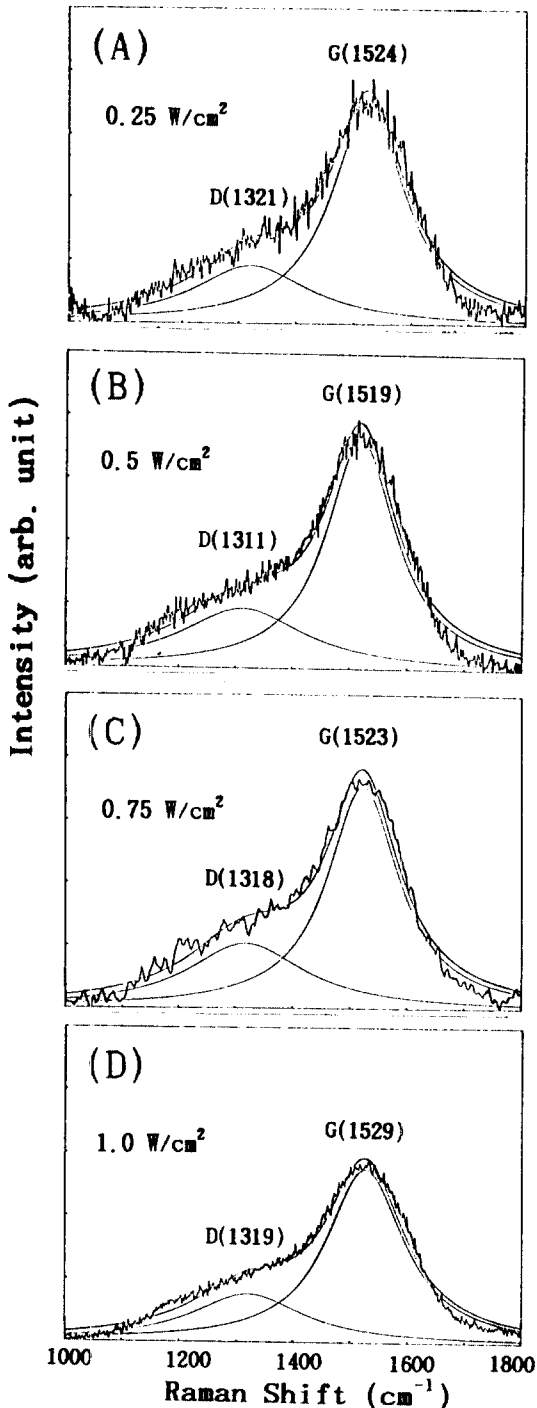 (A)
G(1524)
0.25 W/cm²
D(1321)
(B)
G(1519)
0.5 W/cm²
D(1311)
(C)
G(1523)
0.75 W/cm²
D(1318)
(D)
G(1529)
1.0 W/cm²
D(1319)
1000 1200 1400 1600 1800
Raman Shift (cm⁻¹)
Intensity (arb. unit)